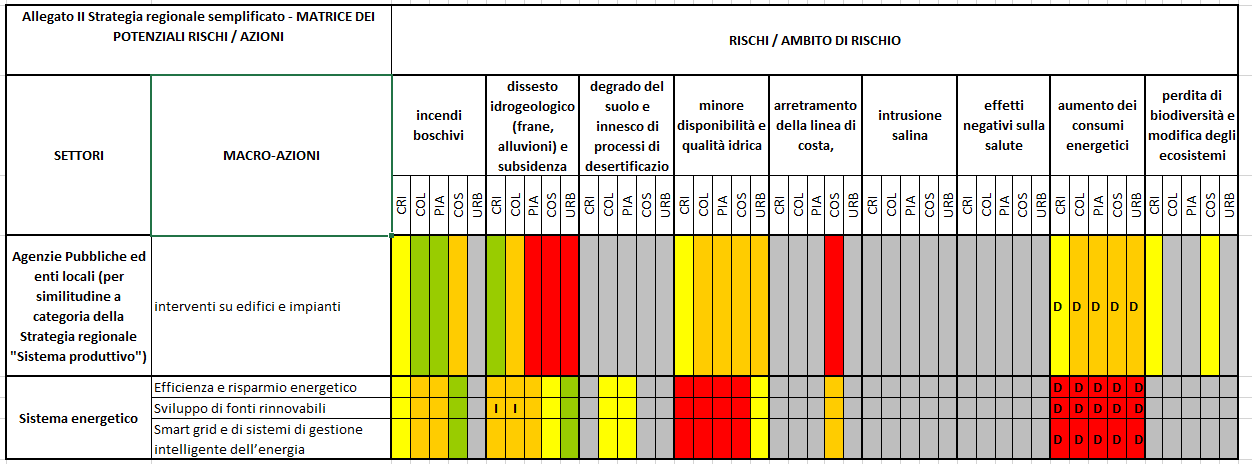 Allegato II Strategia regionale semplificato - MATRICE DEI
POTENZIALI RISCHI / AZIONI
RISCHI / AMBITO DI RISCHIO
SETTORI
MACRO-AZIONI
incendi
boschivi
dissesto
idrogeologico
(frane,
alluvioni) e
subsidenza
degrado del
suolo e
innesco di
processi di
desertificazio
minore
disponibilità e
qualità idrica
arretramento
della linea di
costa,
intrusione
salina
effetti
negativi sulla
salute
aumento dei
consumi
energetici
perdita di
biodiversità e
modifica degli
ecosistemi
CRI COL PIA COS URB CRI COL PIA COS URB CRI COL PIA COS URB CRI COL PIA COS URB CRI COL PIA COS URB CRI COL PIA COS URB CRI COL PIA COS URB CRI COL PIA COS URB CRI COL PIA COS URB
Agenzie Pubbliche ed
enti locali (per
similitudine a
categoria della
Strategia regionale
"Sistema produttivo")
interventi su edifici e impianti
D D D D D
Sistema energetico
Efficienza e risparmio energetico
D D D D D
Sviluppo di fonti rinnovabili
I I D D D D D
Smart grid e di sistemi di gestione
intelligente dell'energia
D D D D D